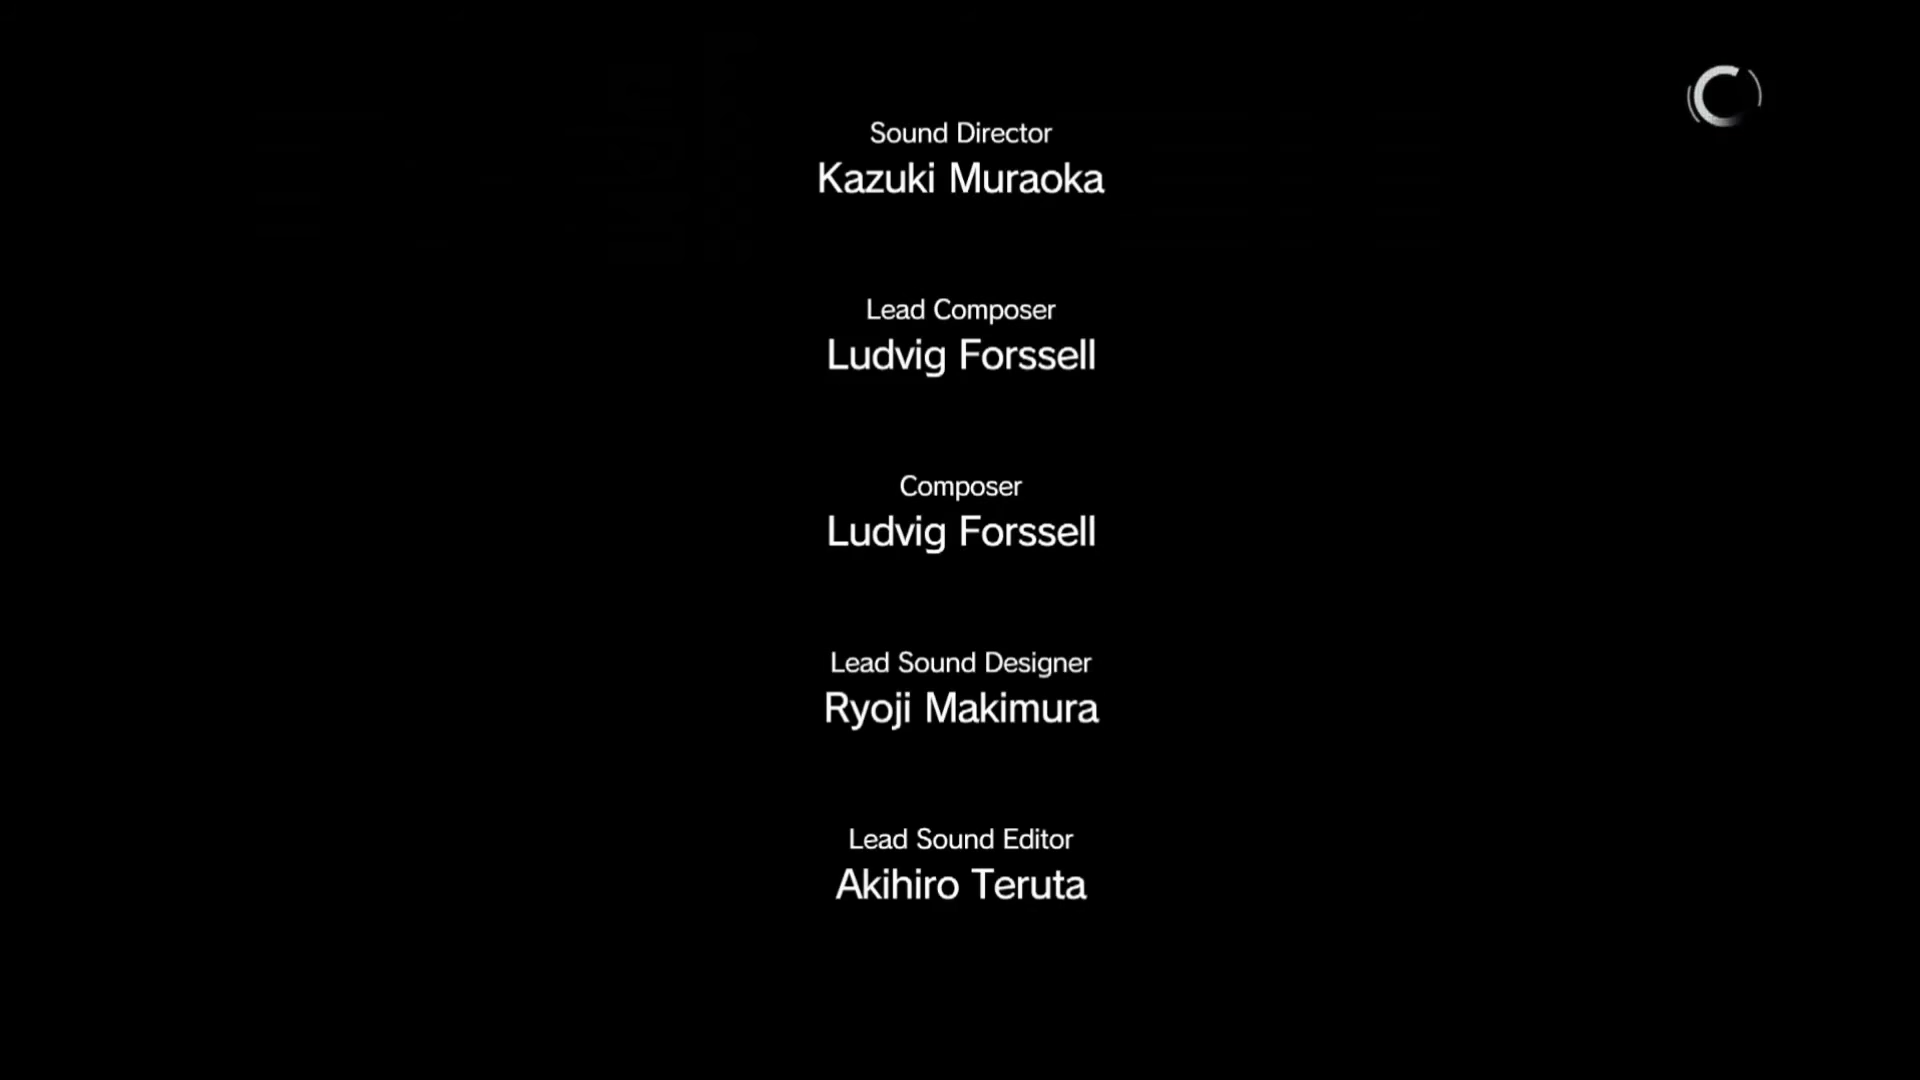 Sound Director
Kazuki Muraoka
Lead Composer
Ludvig Forssell
Composer
Ludvig Forssell
Lead Sound Designer
Ryoji Makimura
Lead Sound Editor
Akihiro Teruta